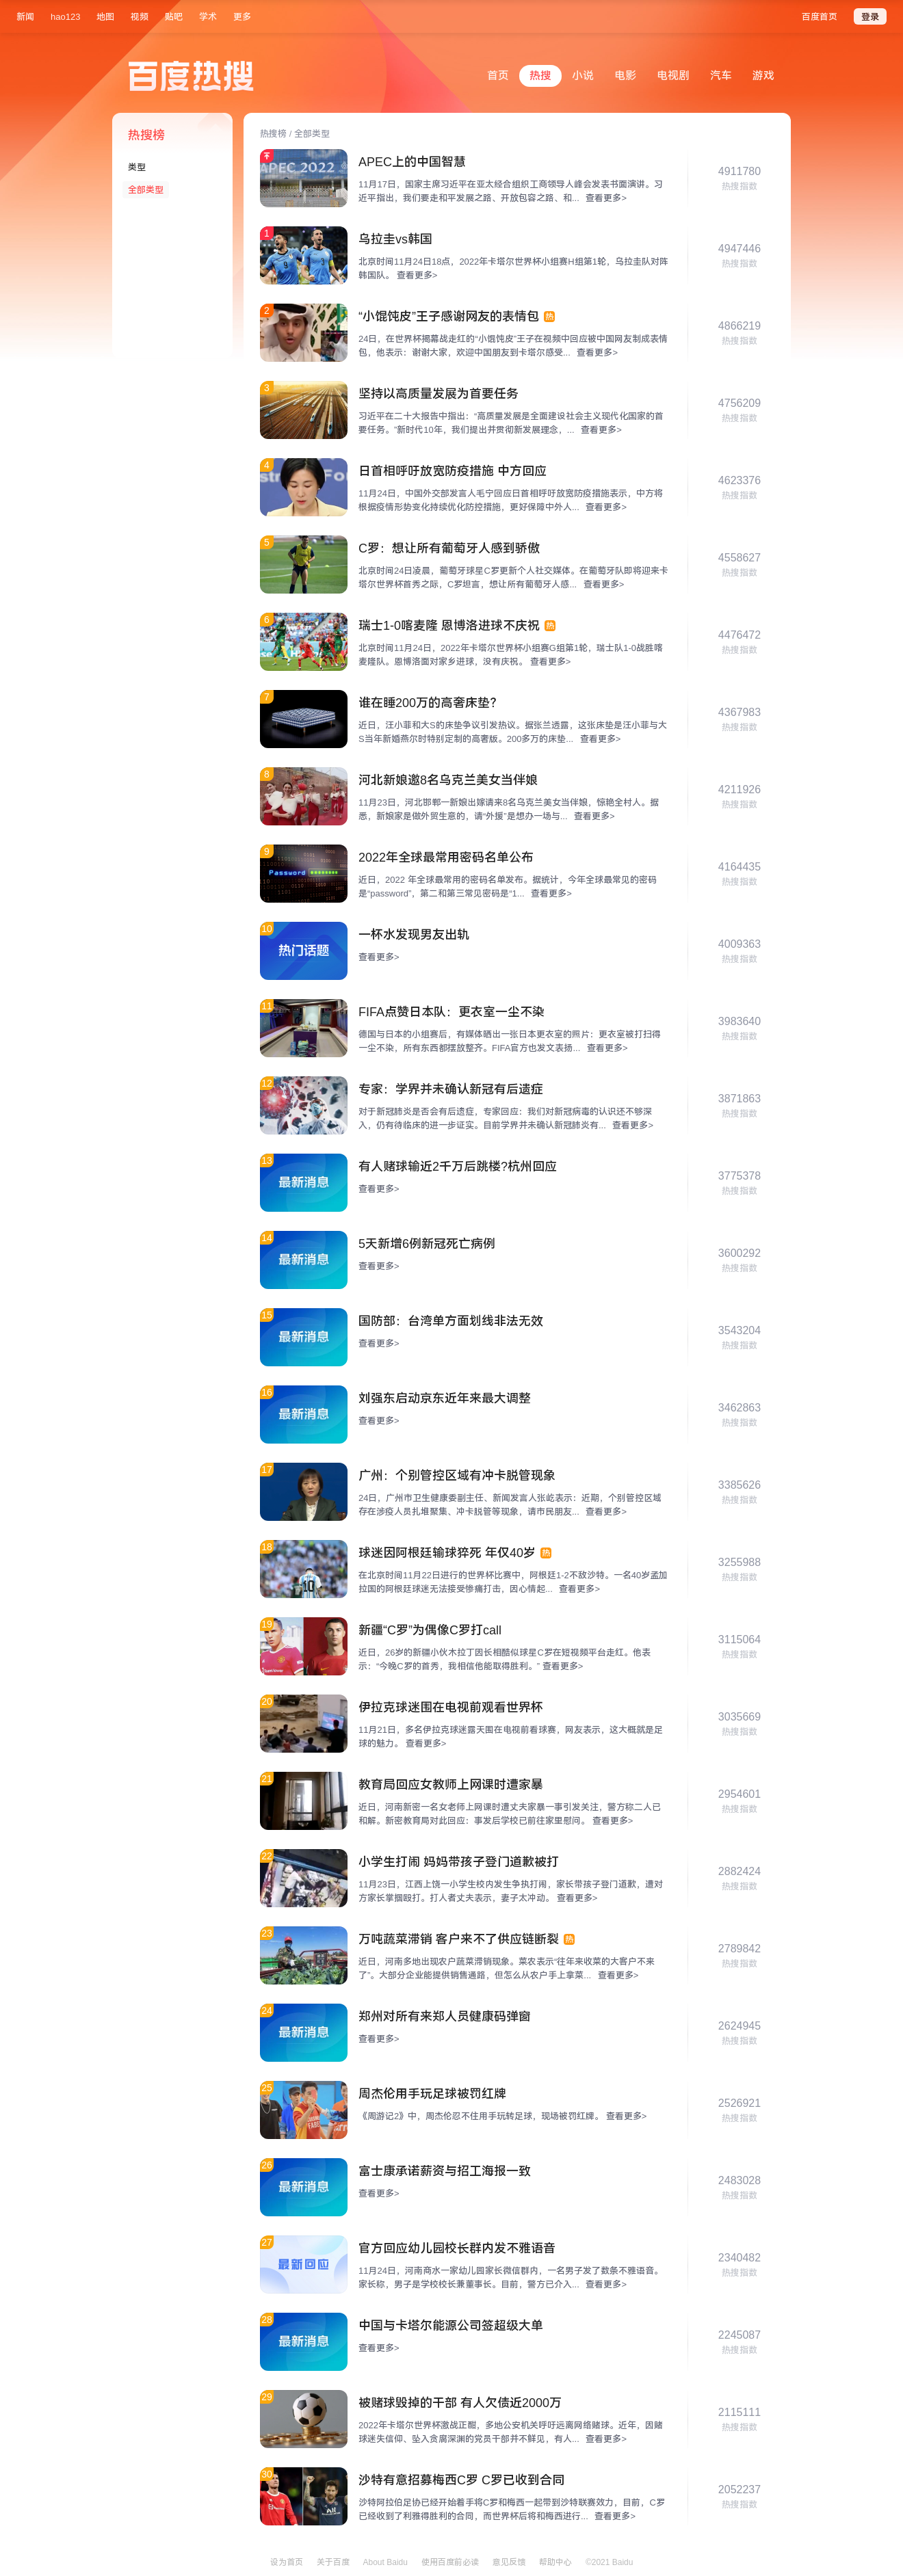 新闻 hao123 地图 视频 贴吧 学术 更多 百度首页 登录
百度热搜
首页 热搜 小说 电影 电视剧 汽车 游戏
热搜榜
类型
全部类型
热搜榜 / 全部类型
APEC 2022
APEC上的中国智慧
11月17日，国家主席习近平在亚太经合组织工商领导人峰会发表书面演讲。习
近平指出，我们要走和平发展之路、开放包容之路、和... 查看更多>
4911780
热搜指数
1
乌拉圭vs韩国
北京时间11月24日18点，2022年卡塔尔世界杯小组赛H组第1轮，乌拉圭队对阵
韩国队。 查看更多>
4947446
热搜指数
2
“小馄饨皮”王子感谢网友的表情包 热
24日，在世界杯揭幕战走红的“小馄饨皮”王子在视频中回应被中国网友制成表情
包，他表示：谢谢大家，欢迎中国朋友到卡塔尔感受... 查看更多>
4866219
热搜指数
3
坚持以高质量发展为首要任务
习近平在二十大报告中指出：“高质量发展是全面建设社会主义现代化国家的首
要任务。”新时代10年，我们提出并贯彻新发展理念，... 查看更多>
4756209
热搜指数
4
日首相呼吁放宽防疫措施 中方回应
11月24日，中国外交部发言人毛宁回应日首相呼吁放宽防疫措施表示，中方将
根据疫情形势变化持续优化防控措施，更好保障中外人... 查看更多>
4623376
热搜指数
5
C罗：想让所有葡萄牙人感到骄傲
北京时间24日凌晨，葡萄牙球星C罗更新个人社交媒体。在葡萄牙队即将迎来卡
塔尔世界杯首秀之际，C罗坦言，想让所有葡萄牙人感... 查看更多>
4558627
热搜指数
6
瑞士1-0喀麦隆 恩博洛进球不庆祝 热
北京时间11月24日，2022年卡塔尔世界杯小组赛G组第1轮，瑞士队1-0战胜喀
麦隆队。恩博洛面对家乡进球，没有庆祝。 查看更多>
4476472
热搜指数
7
谁在睡200万的高奢床垫?
近日，汪小菲和大S的床垫争议引发热议。据张兰透露，这张床垫是汪小菲与大
S当年新婚燕尔时特别定制的高奢版。200多万的床垫... 查看更多>
4367983
热搜指数
8
河北新娘邀8名乌克兰美女当伴娘
11月23日，河北邯郸一新娘出嫁请来8名乌克兰美女当伴娘，惊艳全村人。据
悉，新娘家是做外贸生意的，请“外援”是想办一场与... 查看更多>
4211926
热搜指数
9
Password
2022年全球最常用密码名单公布
近日，2022 年全球最常用的密码名单发布。据统计，今年全球最常见的密码
是“password”，第二和第三常见密码是“1... 查看更多>
4164435
热搜指数
10
热门话题
一杯水发现男友出轨
查看更多>
4009363
热搜指数
11
FIFA点赞日本队：更衣室一尘不染
德国与日本的小组赛后，有媒体晒出一张日本更衣室的照片：更衣室被打扫得
一尘不染，所有东西都摆放整齐。FIFA官方也发文表扬... 查看更多>
3983640
热搜指数
12
专家：学界并未确认新冠有后遗症
对于新冠肺炎是否会有后遗症，专家回应：我们对新冠病毒的认识还不够深
入，仍有待临床的进一步证实。目前学界并未确认新冠肺炎有... 查看更多>
3871863
热搜指数
13
最新消息
有人赌球输近2千万后跳楼?杭州回应
查看更多>
3775378
热搜指数
14
最新消息
5天新增6例新冠死亡病例
查看更多>
3600292
热搜指数
15
最新消息
国防部：台湾单方面划线非法无效
查看更多>
3543204
热搜指数
16
最新消息
刘强东启动京东近年来最大调整
查看更多>
3462863
热搜指数
17
广州：个别管控区域有冲卡脱管现象
24日，广州市卫生健康委副主任、新闻发言人张屹表示：近期，个别管控区域
存在涉疫人员扎堆聚集、冲卡脱管等现象，请市民朋友... 查看更多>
3385626
热搜指数
18
球迷因阿根廷输球猝死 年仅40岁 热
在北京时间11月22日进行的世界杯比赛中，阿根廷1-2不敌沙特。一名40岁孟加
拉国的阿根廷球迷无法接受惨痛打击，因心情起... 查看更多>
3255988
热搜指数
19
新疆“C罗”为偶像C罗打call
近日，26岁的新疆小伙木拉丁因长相酷似球星C罗在短视频平台走红。他表
示：“今晚C罗的首秀，我相信他能取得胜利。” 查看更多>
3115064
热搜指数
20
伊拉克球迷围在电视前观看世界杯
11月21日，多名伊拉克球迷露天围在电视前看球赛，网友表示，这大概就是足
球的魅力。 查看更多>
3035669
热搜指数
21
教育局回应女教师上网课时遭家暴
近日，河南新密一名女老师上网课时遭丈夫家暴一事引发关注，警方称二人已
和解。新密教育局对此回应：事发后学校已前往家里慰问。 查看更多>
2954601
热搜指数
22
小学生打闹 妈妈带孩子登门道歉被打
11月23日，江西上饶一小学生校内发生争执打闹，家长带孩子登门道歉，遭对
方家长掌掴殴打。打人者丈夫表示，妻子太冲动。 查看更多>
2882424
热搜指数
23
万吨蔬菜滞销 客户来不了供应链断裂 热
近日，河南多地出现农户蔬菜滞销现象。菜农表示“往年来收菜的大客户不来
了”。大部分企业能提供销售通路，但怎么从农户手上拿菜... 查看更多>
2789842
热搜指数
24
最新消息
郑州对所有来郑人员健康码弹窗
查看更多>
2624945
热搜指数
25
周杰伦用手玩足球被罚红牌
《周游记2》中，周杰伦忍不住用手玩转足球，现场被罚红牌。 查看更多>
2526921
热搜指数
26
最新消息
富士康承诺薪资与招工海报一致
查看更多>
2483028
热搜指数
27
最新回应
官方回应幼儿园校长群内发不雅语音
11月24日，河南商水一家幼儿园家长微信群内，一名男子发了数条不雅语音。
家长称，男子是学校校长兼董事长。目前，警方已介入... 查看更多>
2340482
热搜指数
28
最新消息
中国与卡塔尔能源公司签超级大单
查看更多>
2245087
热搜指数
29
被赌球毁掉的干部 有人欠债近2000万
2022年卡塔尔世界杯激战正酣，多地公安机关呼吁远离网络赌球。近年，因赌
球迷失信仰、坠入贪腐深渊的党员干部并不鲜见，有人... 查看更多>
2115111
热搜指数
30
沙特有意招募梅西C罗 C罗已收到合同
沙特阿拉伯足协已经开始着手将C罗和梅西一起带到沙特联赛效力，目前，C罗
已经收到了利雅得胜利的合同，而世界杯后将和梅西进行... 查看更多>
2052237
热搜指数
设为首页 关于百度 About Baidu 使用百度前必读 意见反馈 帮助中心 ©2021 Baidu